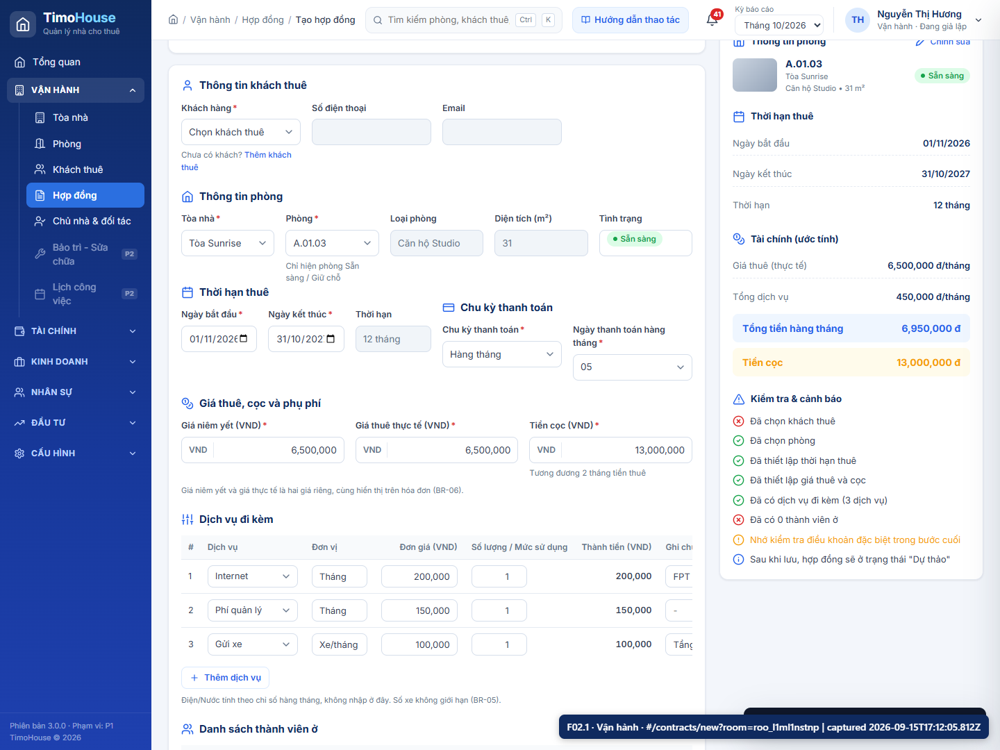 TimoHouse
Quản lý nhà cho thuê
Tổng quan
VẬN HÀNH
Tòa nhà
Phòng
Khách thuê
Hợp đồng
Chủ nhà & đối tác
Bảo trì - Sửa chữa P2
Lịch công việc P2
TÀI CHÍNH
KINH DOANH
NHÂN SỰ
ĐẦU TƯ
CẤU HÌNH
Phiên bản 3.0.0 · Phạm vi: P1
TimoHouse © 2026
/ Vận hành / Hợp đồng / Tạo hợp đồng
Tìm kiếm phòng, khách thuê Ctrl K
Hướng dẫn thao tác
41
Kỳ báo cáo
Tháng 10/2026
TH
Nguyễn Thị Hương
Vận hành · Đang giả lập
Thông tin khách thuê
Khách hàng * Số điện thoại Email
Chọn khách thuê
Chưa có khách? Thêm khách
thuê
Thông tin phòng
Tòa nhà * Phòng * Loại phòng Diện tích (m²) Tình trạng
Tòa Sunrise A.01.03 Căn hộ Studio 31 Sẵn sàng
Chỉ hiện phòng Sẵn
sàng / Giữ chỗ
Thời hạn thuê
Ngày bắt đầu * Ngày kết thúc * Thời hạn
01/11/2026 31/10/202 12 tháng
Chu kỳ thanh toán
Chu kỳ thanh toán * Ngày thanh toán hàng
tháng *
Hàng tháng 05
Giá thuê, cọc và phụ phí
Giá niêm yết (VND) * Giá thuê thực tế (VND) * Tiền cọc (VND) *
VND 6,500,000 VND 6,500,000 VND 13,000,000
Tương đương 2 tháng tiền thuê
Giá niêm yết và giá thực tế là hai giá riêng, cùng hiển thị trên hóa đơn (BR-06).
Dịch vụ đi kèm
# Dịch vụ Đơn vị Đơn giá (VND) Số lượng / Mức sử dụng Thành tiền (VND) Ghi chú
1 Internet Tháng 200,000 1 200,000 FPT
2 Phí quản lý Tháng 150,000 1 150,000 -
3 Gửi xe Xe/tháng 100,000 1 100,000 Tầng
+ Thêm dịch vụ
Điện/Nước tính theo chỉ số hàng tháng, không nhập ở đây. Số xe không giới hạn (BR-05).
Danh sách thành viên ở
Thông tin phòng Chỉnh sửa
A.01.03
Tòa Sunrise
Căn hộ Studio • 31 m²
Sẵn sàng
Thời hạn thuê
Ngày bắt đầu 01/11/2026
Ngày kết thúc 31/10/2027
Thời hạn 12 tháng
Tài chính (ước tính)
Giá thuê (thực tế) 6,500,000 đ/tháng
Tổng dịch vụ 450,000 đ/tháng
Tổng tiền hàng tháng 6,950,000 đ
Tiền cọc 13,000,000 đ
Kiểm tra & cảnh báo
Đã chọn khách thuê
Đã chọn phòng
Đã thiết lập thời hạn thuê
Đã thiết lập giá thuê và cọc
Đã có dịch vụ đi kèm (3 dịch vụ)
Đã có 0 thành viên ở
Nhớ kiểm tra điều khoản đặc biệt trong bước cuối
Sau khi lưu, hợp đồng sẽ ở trạng thái "Dự thảo"
F02.1 · Vận hành · #/contracts/new?room=roo_l1ml1nstnp | captured 2026-09-15T17:12:05.812Z